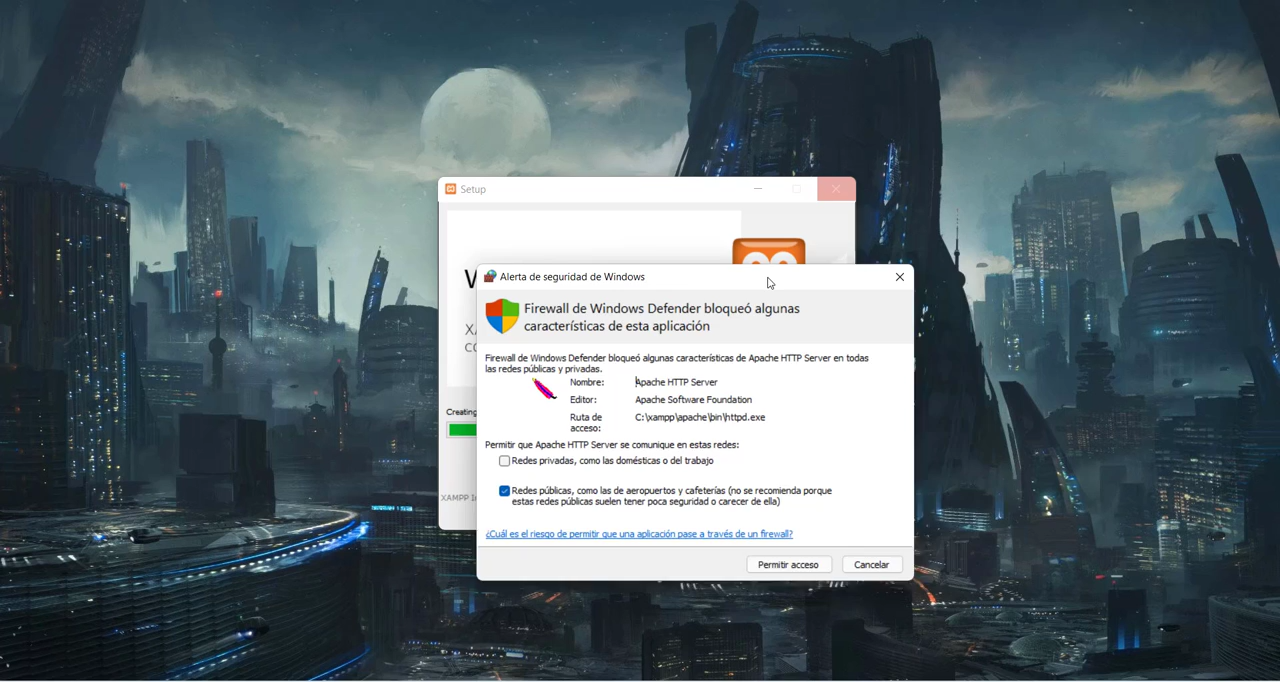 Setup
Alerta de seguridad de Windows
Firewall de Windows Defender bloqueó algunas
características de esta aplicación
Firewall de Windows Defender bloqueó algunas características de Apache HTTP Server en todas
las redes públicas y privadas.
Nombre: Apache HTTP Server
Editor: Apache Software Foundation
Ruta de acceso: C:\xampp\apache\bin\httpd.exe
Permitir que Apache HTTP Server se comunique en estas redes:
Redes privadas, como las domésticas o del trabajo
Redes públicas, como las de aeropuertos y cafeterías (no se recomienda porque
estas redes públicas suelen tener poca seguridad o carecer de ella)
¿Cuál es el riesgo de permitir que una aplicación pase a través de un firewall?
Permitir acceso
Cancelar
Creating
XAMPP